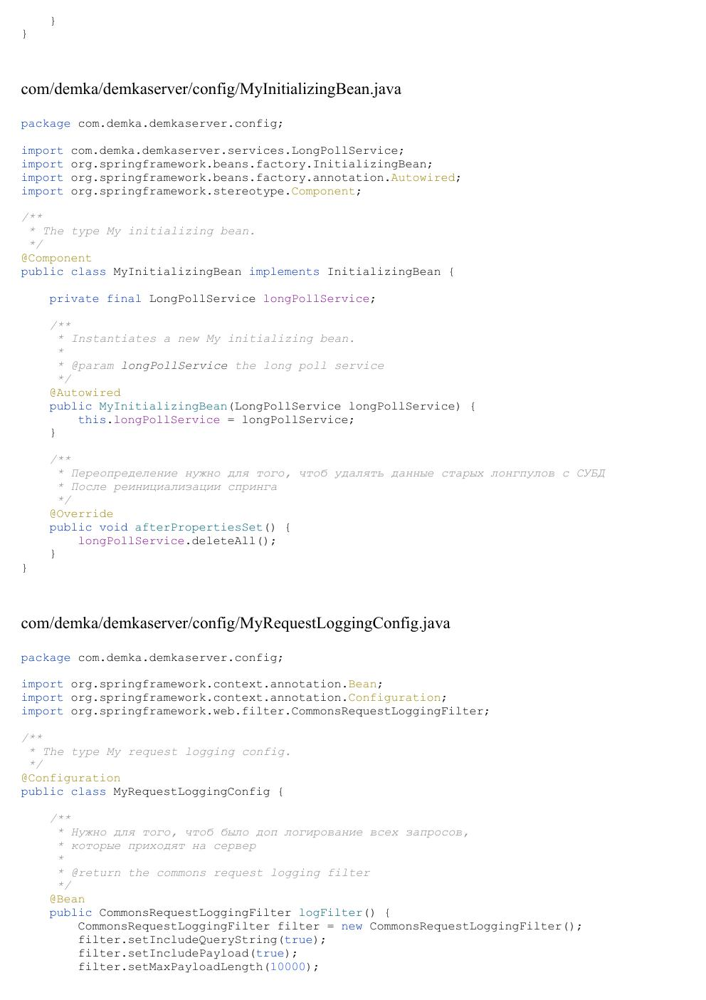 }
}
com/demka/demkaserver/config/MyInitializingBean.java
package com.demka.demkaserver.config;
import com.demka.demkaserver.services.LongPollService;
import org.springframework.beans.factory.InitializingBean;
import org.springframework.beans.factory.annotation.Autowired;
import org.springframework.stereotype.Component;
/**
 * The type My initializing bean.
 */
@Component
public class MyInitializingBean implements InitializingBean {
    private final LongPollService longPollService;
    /**
     * Instantiates a new My initializing bean.
     *
     * @param longPollService the long poll service
     */
    @Autowired
    public MyInitializingBean(LongPollService longPollService) {
        this.longPollService = longPollService;
    }
    /**
     * Переопределение нужно для того, чтоб удалять данные старых лонгпулов с СУБД
     * После реинициализации спринга
     */
    @Override
    public void afterPropertiesSet() {
        longPollService.deleteAll();
    }
}
com/demka/demkaserver/config/MyRequestLoggingConfig.java
package com.demka.demkaserver.config;
import org.springframework.context.annotation.Bean;
import org.springframework.context.annotation.Configuration;
import org.springframework.web.filter.CommonsRequestLoggingFilter;
/**
 * The type My request logging config.
 */
@Configuration
public class MyRequestLoggingConfig {
    /**
     * Нужно для того, чтоб было доп логирование всех запросов,
     * которые приходят на сервер
     *
     * @return the commons request logging filter
     */
    @Bean
    public CommonsRequestLoggingFilter logFilter() {
        CommonsRequestLoggingFilter filter = new CommonsRequestLoggingFilter();
        filter.setIncludeQueryString(true);
        filter.setIncludePayload(true);
        filter.setMaxPayloadLength(10000);